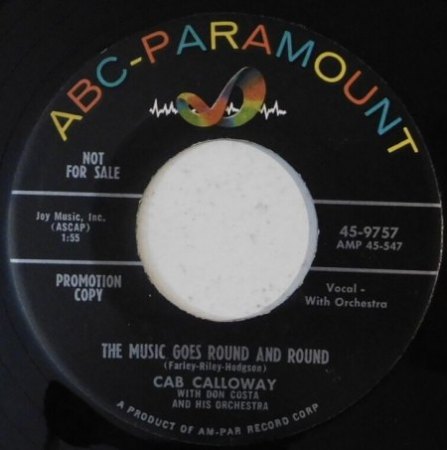 ABC-PARAMOUNT
NOT
FOR SALE
Joy Music, Inc.
(ASCAP)
1:55
45-9757
AMP 45-547
PROMOTION
COPY
Vocal -
With Orchestra
THE MUSIC GOES ROUND AND ROUND
(Farley-Riley-Hodgson)
CAB CALLOWAY
WITH DON COSTA
AND HIS ORCHESTRA
A PRODUCT OF AM-PAR RECORD CORP